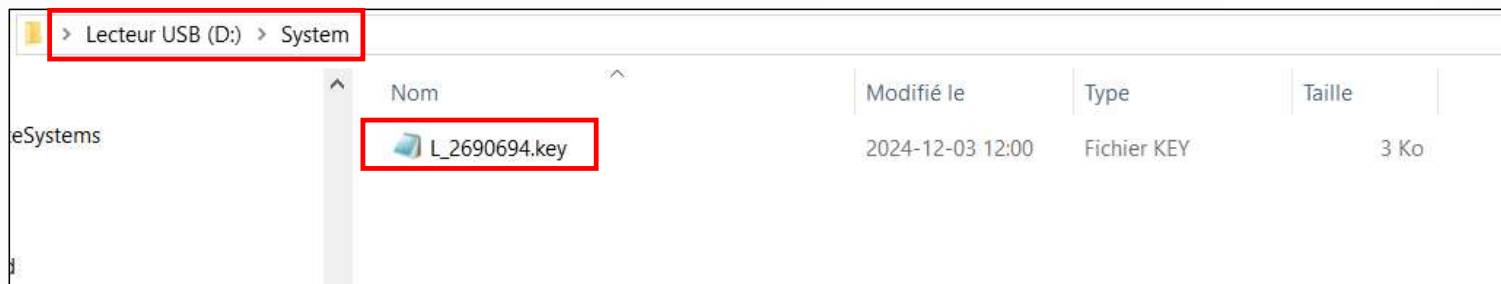 > Lecteur USB (D:) > System
Nom Modifié le Type Taille
eSystems
L_2690694.key 2024-12-03 12:00 Fichier KEY 3 Ko